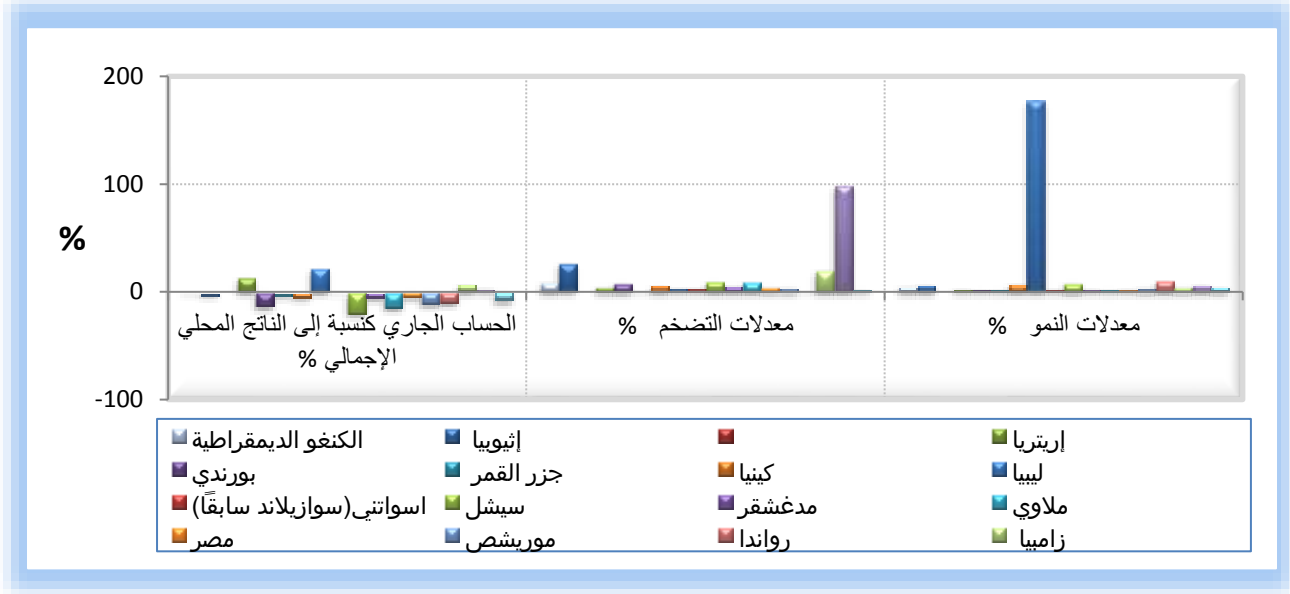 200
100
%
0
-100
معدلات النمو %
معدلات التضخم %
الحساب الجاري كنسبة إلى الناتج المحلي
الإجمالي %
الكنغو الديمقراطية
إثيوبيا
إريتريا
بورندي
جزر القمر
كينيا
ليبيا
اسواتني(سوازيلاند سابقًا)
سيشل
مدغشقر
ملاوي
مصر
موريشص
رواندا
زامبيا